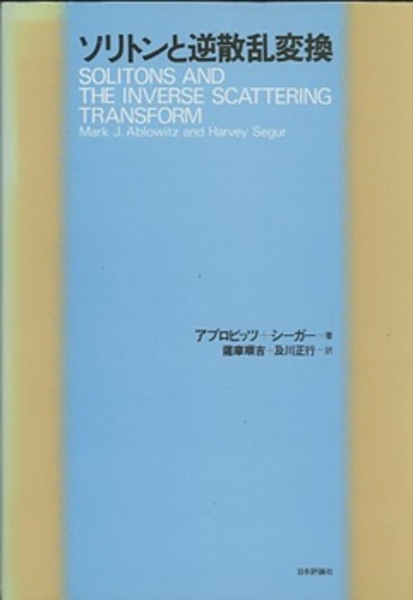 ソリトンと逆散乱変換
SOLITONS AND
THE INVERSE SCATTERING
TRANSFORM
Mark J. Ablowitz and Harvey Segur
アブロビッツ+シーガー─著
薩摩順吉+及川正行─訳
日本評論社